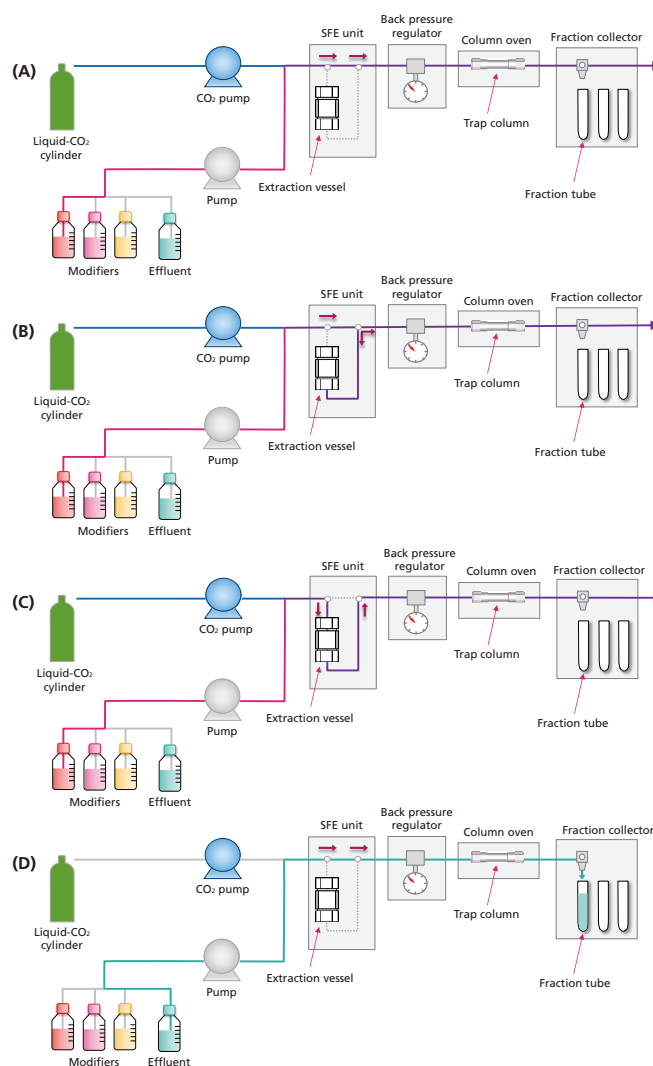 (A)
SFE unit
Back pressure
regulator
Column oven
Fraction collector
CO₂ pump
Liquid-CO₂
cylinder
Trap column
Extraction vessel
Pump
Fraction tube
Modifiers
Effluent
(B)
SFE unit
Back pressure
regulator
Column oven
Fraction collector
CO₂ pump
Liquid-CO₂
cylinder
Trap column
Extraction vessel
Pump
Fraction tube
Modifiers
Effluent
(C)
SFE unit
Back pressure
regulator
Column oven
Fraction collector
CO₂ pump
Liquid-CO₂
cylinder
Trap column
Extraction vessel
Pump
Fraction tube
Modifiers
Effluent
(D)
SFE unit
Back pressure
regulator
Column oven
Fraction collector
CO₂ pump
Liquid-CO₂
cylinder
Trap column
Extraction vessel
Pump
Fraction tube
Modifiers
Effluent